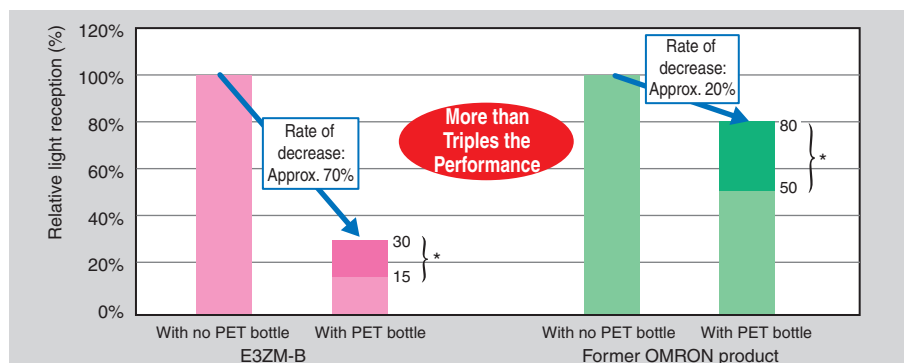 Relative light reception (%)
120%
100%
80%
60%
40%
20%
0%
Rate of
decrease:
Approx. 70%
30
15
*
With no PET bottle
With PET bottle
E3ZM-B
More than
Triples the
Performance
Rate of
decrease:
Approx. 20%
80
50
*
With no PET bottle
With PET bottle
Former OMRON product